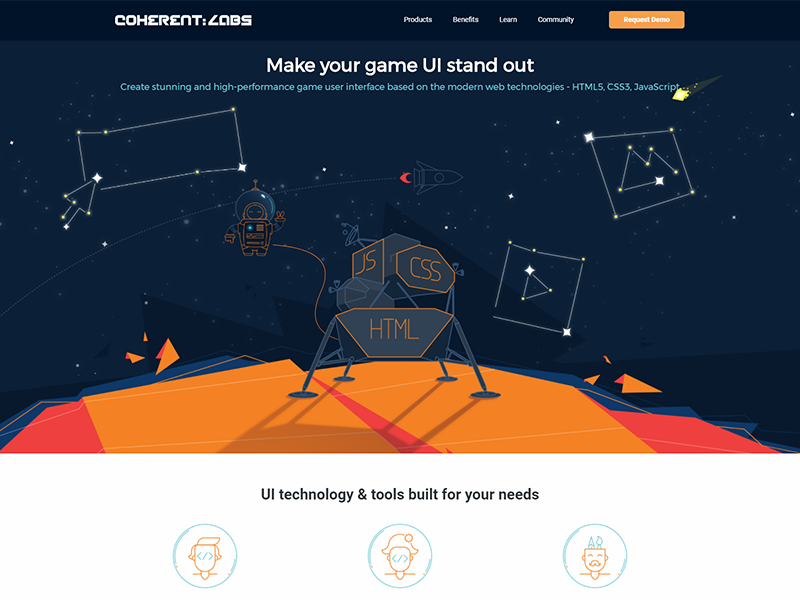 COHERENT:LABS
Products Benefits Learn Community Request Demo
Make your game UI stand out
Create stunning and high-performance game user interface based on the modern web technologies - HTML5, CSS3, JavaScript
JS CSS
HTML
UI technology & tools built for your needs